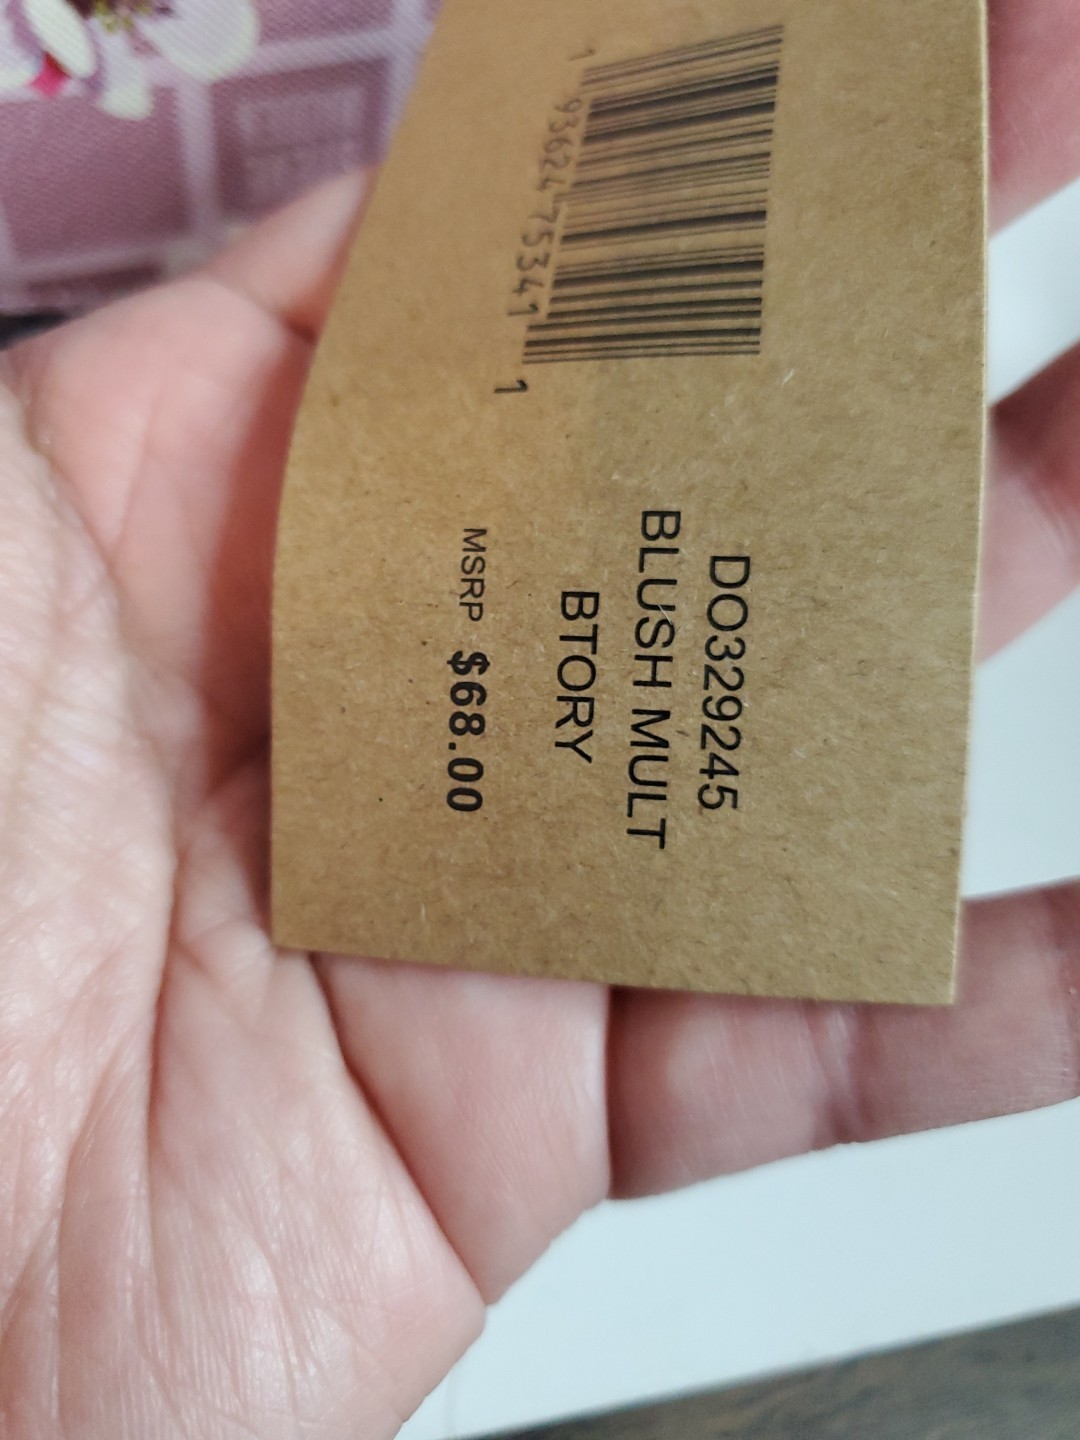 1 93624 75341 1
DO329245
BLUSH MULT
BTORY
MSRP $68.00